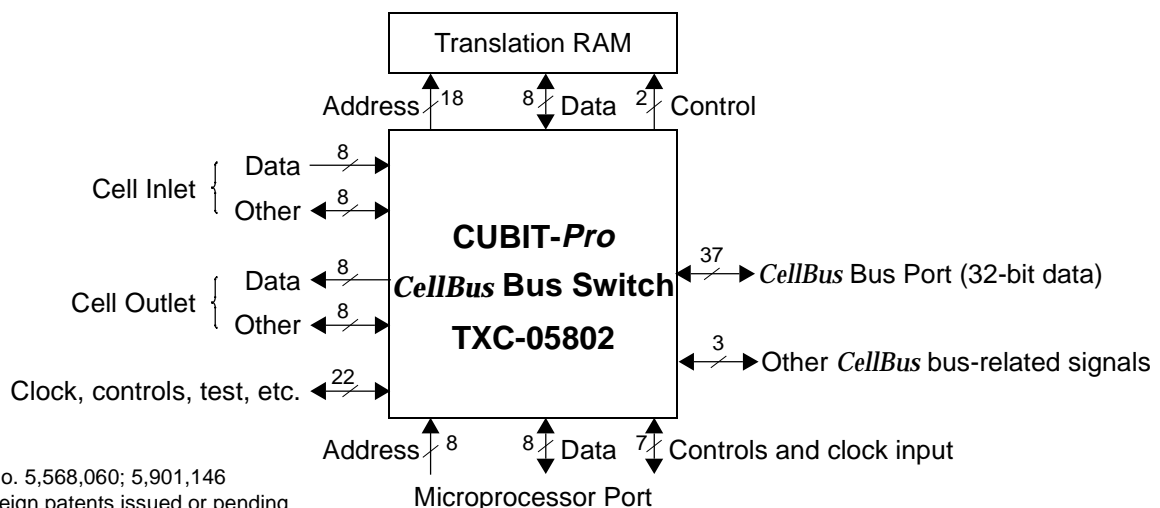 Translation RAM
Address 18 8 Data 2 Control
Cell Inlet { Data 8
Other 8
CUBIT-Pro
CellBus Bus Switch
TXC-05802
Cell Outlet { Data 8
Other 8
Clock, controls, test, etc. 22
37 CellBus Bus Port (32-bit data)
3 Other CellBus bus-related signals
Address 8 8 Data 7 Controls and clock input
Microprocessor Port
o. 5,568,060; 5,901,146
eign patents issued or pending